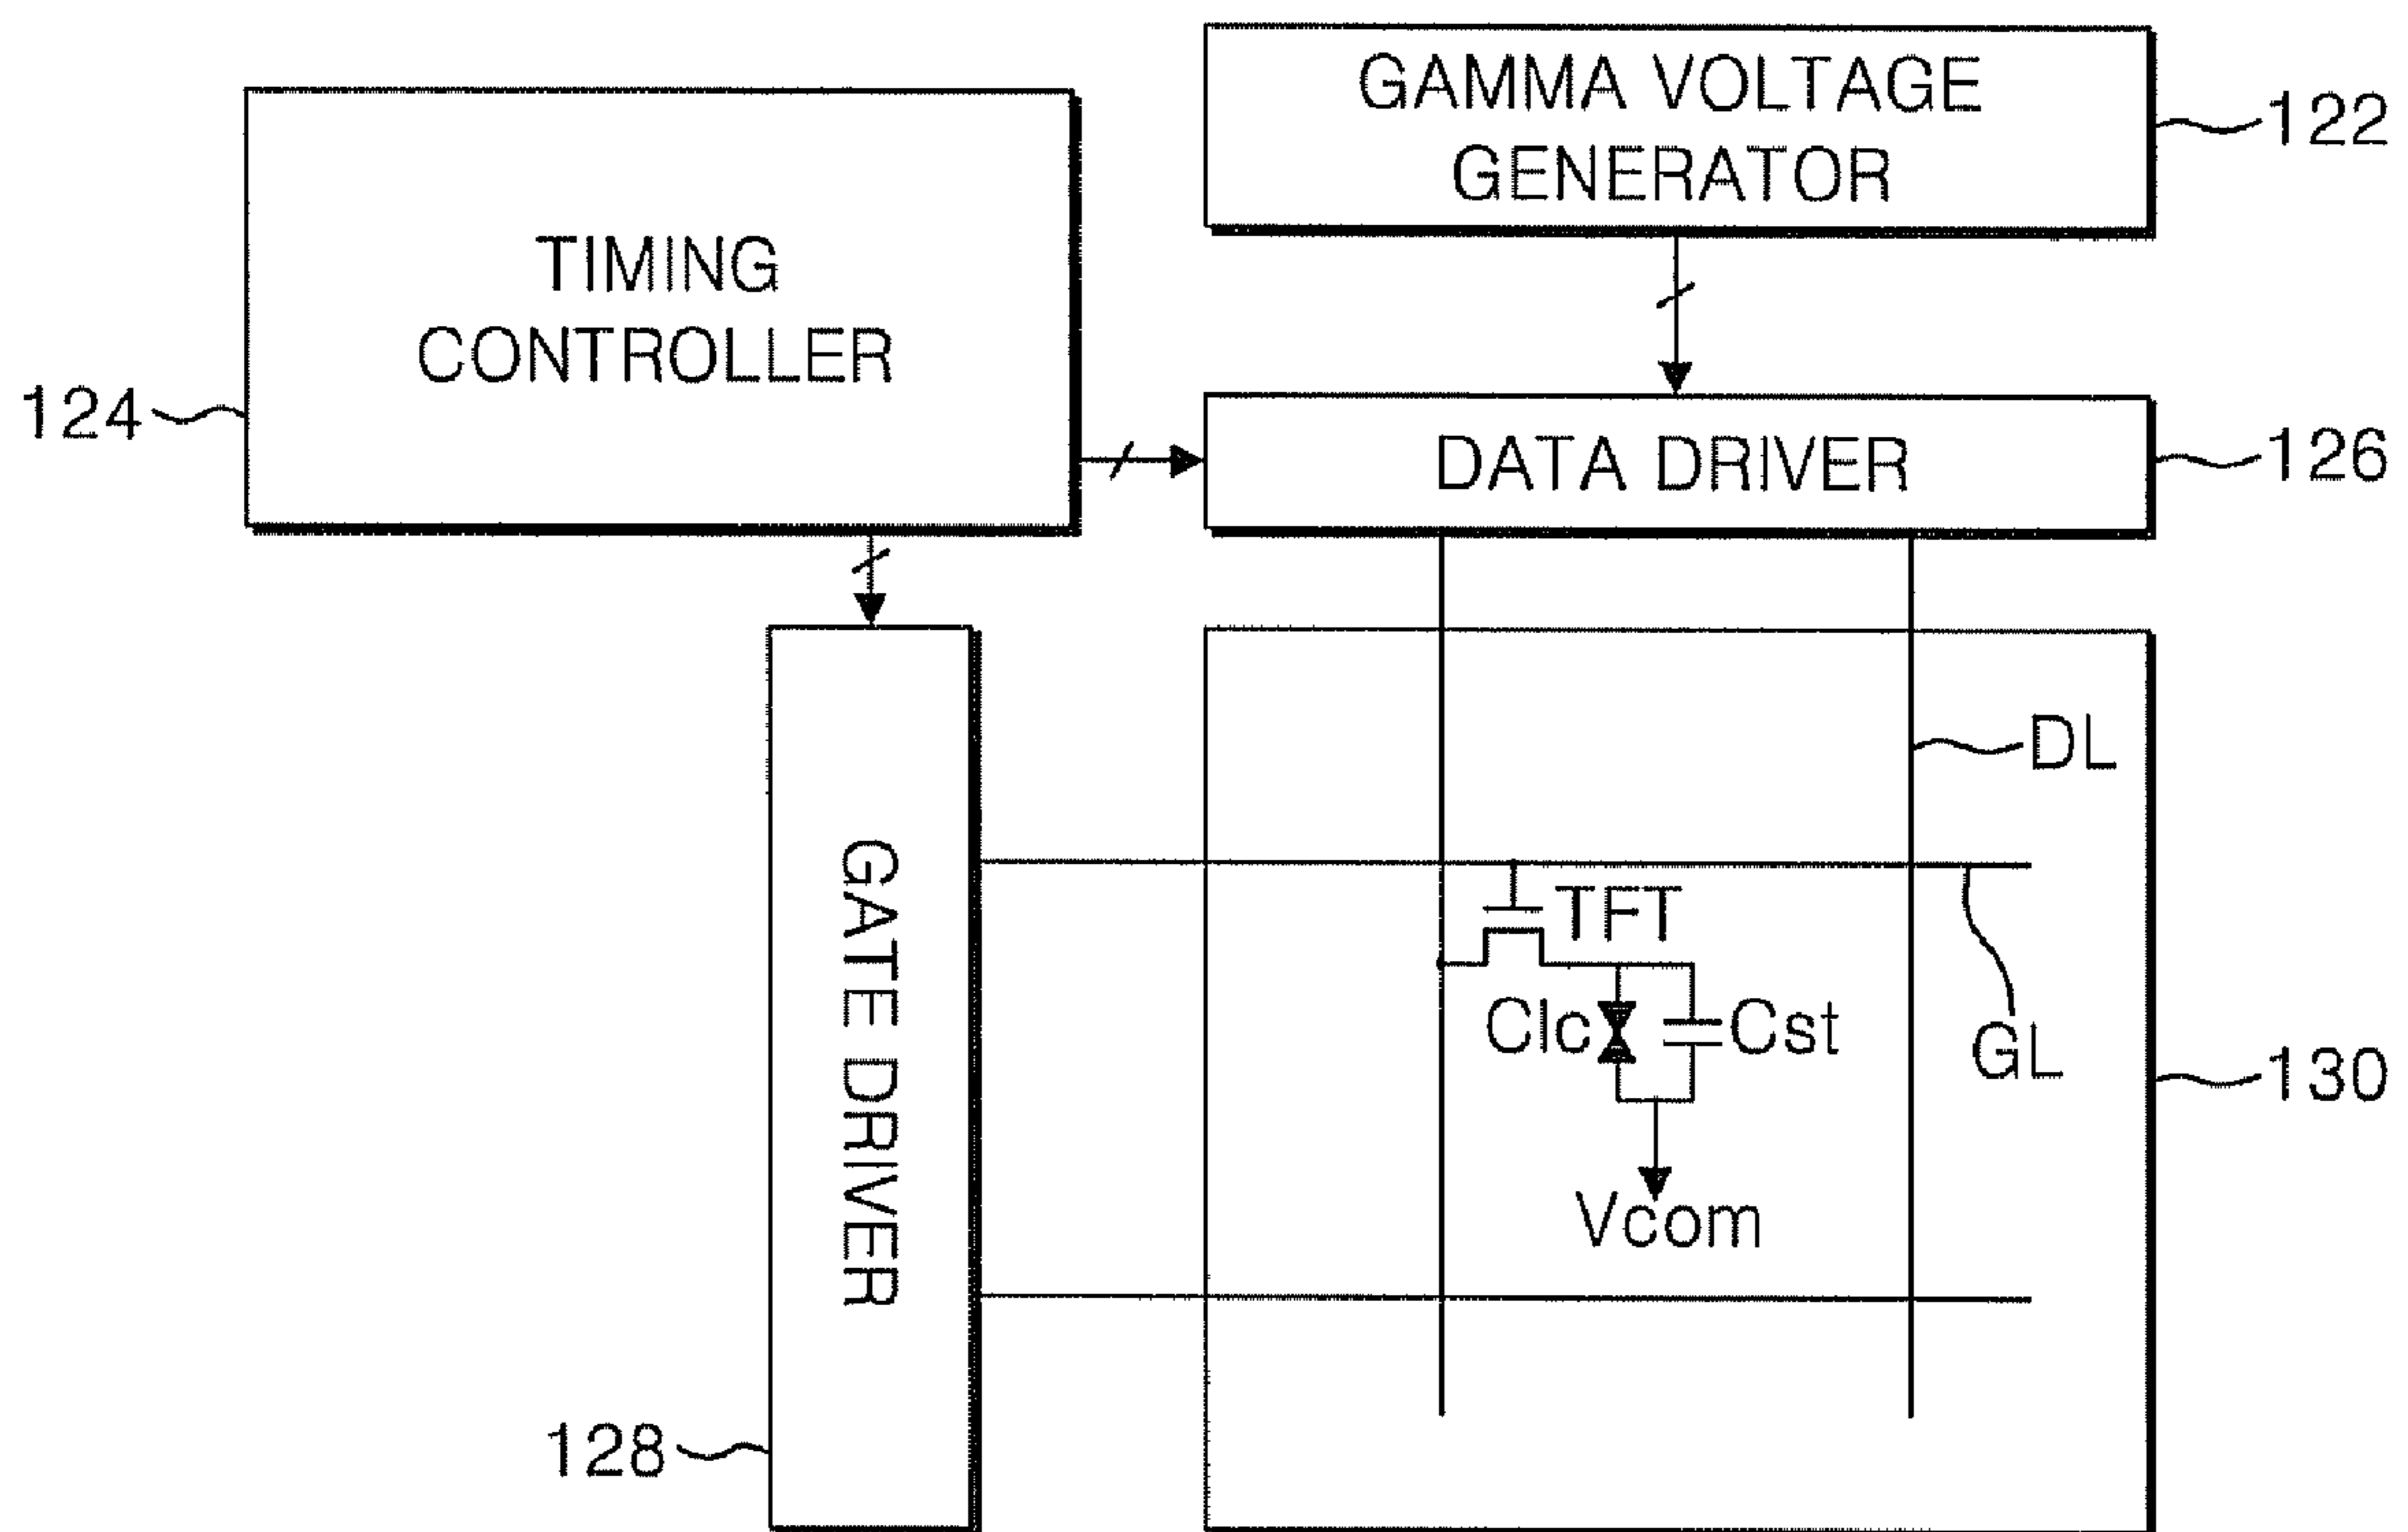 GAMMA VOLTAGE
GENERATOR
122
TIMING
CONTROLLER
124
DATA DRIVER
126
DL
GATE DRIVER
TFT
Clc
Cst
GL
130
Vcom
128